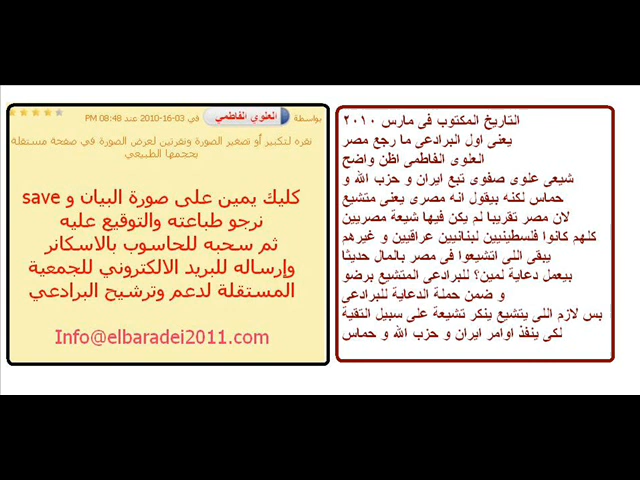 بواسطة العلوي الفاطمي في 03-16-2010 عند 08:48 PM
نقره لتكبير أو تصغير الصورة ونقرتين لعرض الصورة في صفحة مستقلة
بحجمها الطبيعي
كليك يمين على صورة البيان و save
نرجو طباعته والتوقيع عليه
ثم سحبه للحاسوب بالاسكانر
وإرساله للبريد الالكتروني للجمعية
المستقلة لدعم وترشيح البرادعي
Info@elbaradei2011.com
التاريخ المكتوب فى مارس ٢٠١٠
يعنى اول البرادعى ما رجع مصر
العلوى الفاطمى اظن واضح
شيعى علوى صفوى تبع ايران و حزب الله و
حماس لكنه بيقول انه مصرى يعنى متشيع
لان مصر تقريبا لم يكن فيها شيعة مصريين
كلهم كانوا فلسطينيين لبنانيين عراقيين و غيرهم
يبقى اللى اتشيعوا فى مصر بالمال حديثا
بيعمل دعاية لمين؟ للبرادعى المتشيع برضو
و ضمن حملة الدعاية للبرادعى
بس لازم اللى يتشيع ينكر تشيعة على سبيل التقية
لكى ينفذ اوامر ايران و حزب الله و حماس